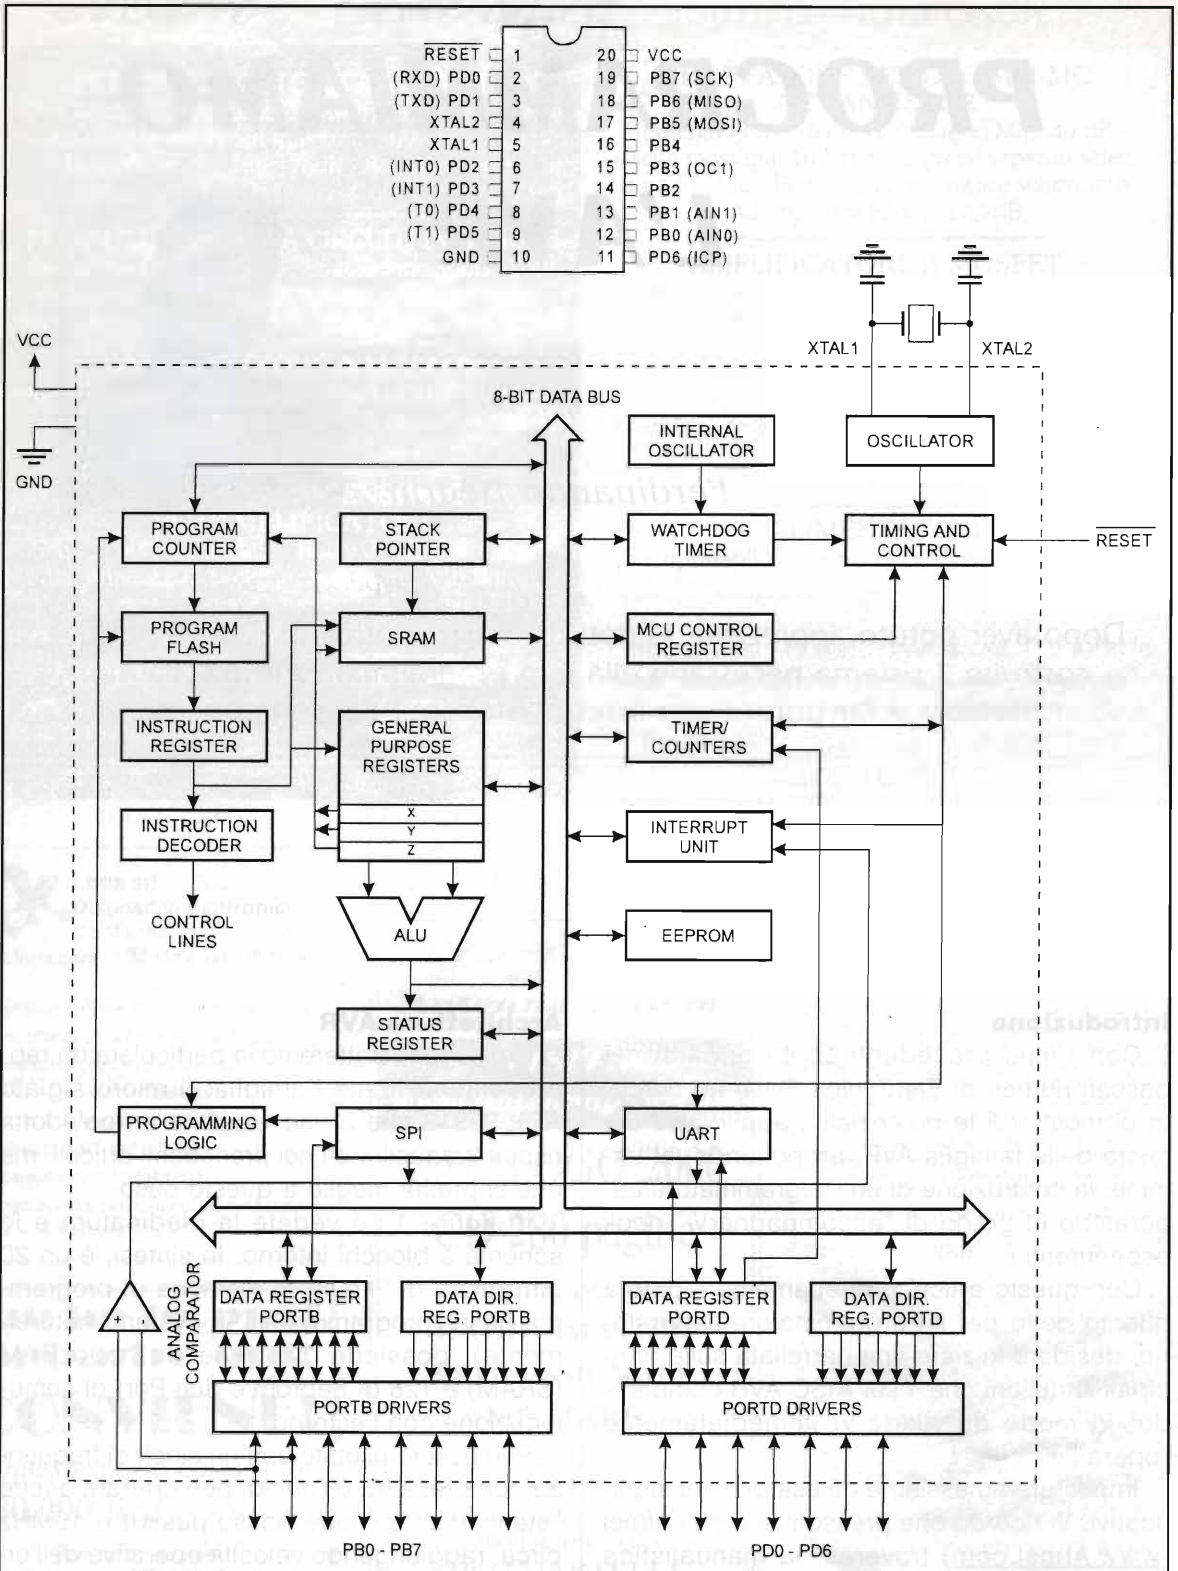 RESET 1 20 VCC
(RXD) PD0 2 19 PB7 (SCK)
(TXD) PD1 3 18 PB6 (MISO)
XTAL2 4 17 PB5 (MOSI)
XTAL1 5 16 PB4
(INT0) PD2 6 15 PB3 (OC1)
(INT1) PD3 7 14 PB2
(T0) PD4 8 13 PB1 (AIN1)
(T1) PD5 9 12 PB0 (AIN0)
GND 10 11 PD6 (ICP)
VCC
GND
XTAL1
XTAL2
8-BIT DATA BUS
INTERNAL
OSCILLATOR
OSCILLATOR
PROGRAM
COUNTER
STACK
POINTER
WATCHDOG
TIMER
TIMING AND
CONTROL
RESET
PROGRAM
FLASH
SRAM
MCU CONTROL
REGISTER
INSTRUCTION
REGISTER
GENERAL
PURPOSE
REGISTERS
X
Y
Z
TIMER/
COUNTERS
INSTRUCTION
DECODER
INTERRUPT
UNIT
CONTROL
LINES
ALU
EEPROM
STATUS
REGISTER
PROGRAMMING
LOGIC
SPI
UART
ANALOG
COMPARATOR
DATA REGISTER
PORTB
DATA DIR.
REG. PORTB
DATA REGISTER
PORTD
DATA DIR.
REG. PORTD
PORTB DRIVERS
PORTD DRIVERS
PB0 - PB7
PD0 - PD6